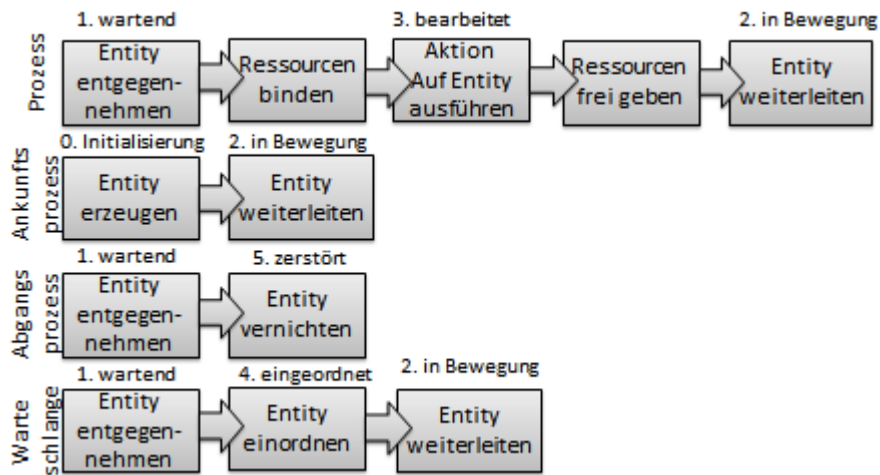 1. wartend
3. bearbeitet
2. in Bewegung
Prozess
Entity
entgegen-
nehmen
Ressourcen
binden
Aktion
Auf Entity
ausführen
Ressourcen
frei geben
Entity
weiterleiten
0. Initialisierung
2. in Bewegung
Ankunfts
prozess
Entity
erzeugen
Entity
weiterleiten
1. wartend
5. zerstört
Abgangs
prozess
Entity
entgegen-
nehmen
Entity
vernichten
1. wartend
4. eingeordnet
2. in Bewegung
Warte
schlange
Entity
entgegen-
nehmen
Entity
einordnen
Entity
weiterleiten